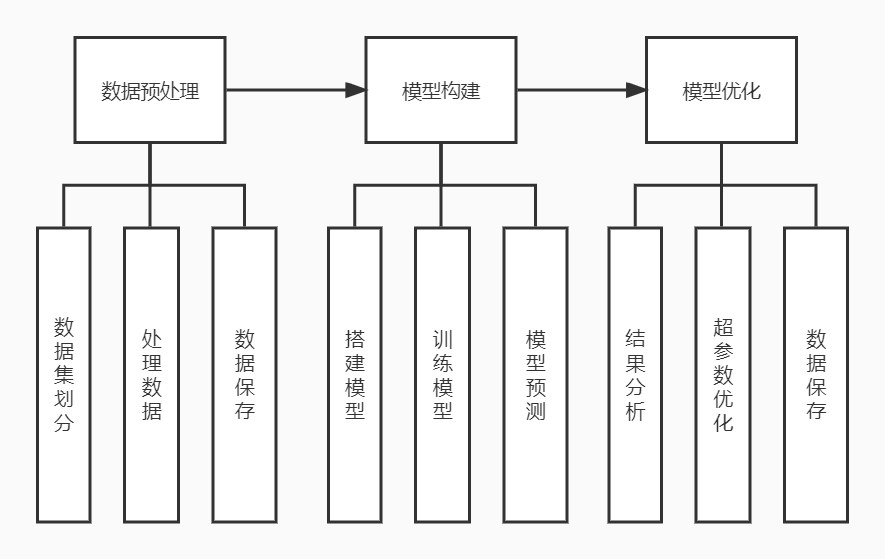 数据预处理
模型构建
模型优化
数据集划分
处理数据
数据保存
搭建模型
训练模型
模型预测
结果分析
超参数优化
数据保存